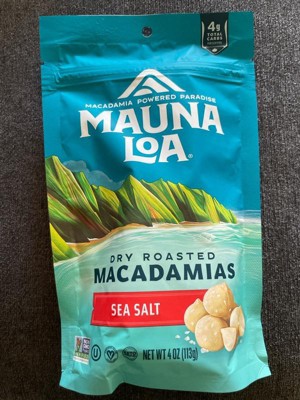 4g
TOTAL
CARBS
MACADAMIA POWERED PARADISE
MAUNA
LOA®
DRY ROASTED
MACADAMIAS
SEA SALT
NET WT 4 OZ (113g)